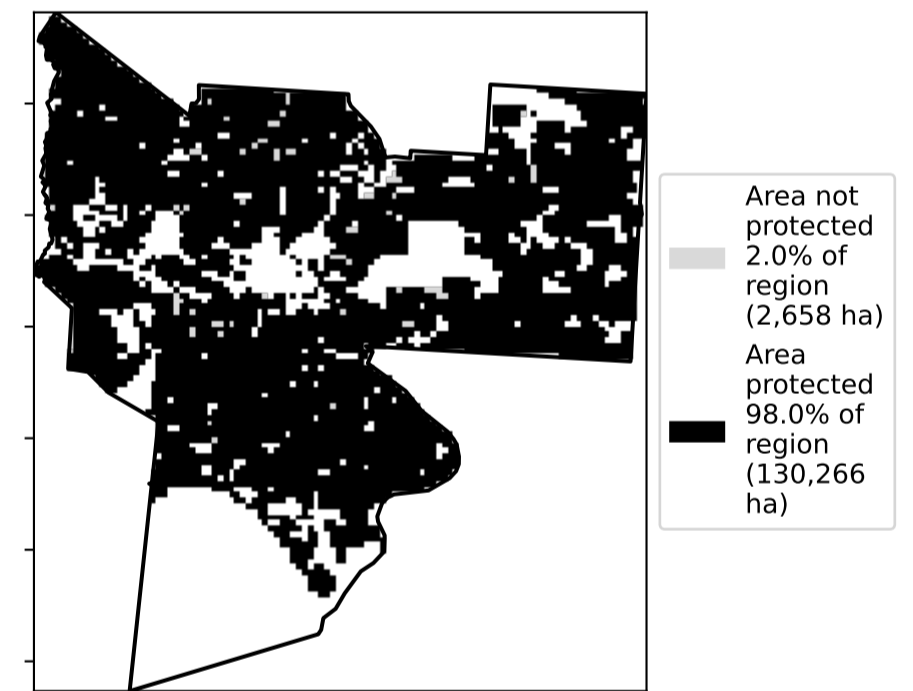 Area not
protected
2.0% of
region
(2,658 ha)
Area
protected
98.0% of
region
(130,266
ha)